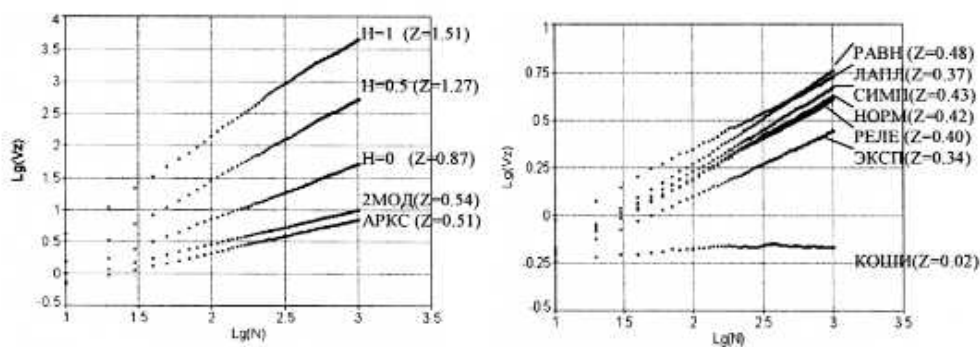 4
3.5
3
2.5
2
1.5
1
0.5
0
-0.5
Lg(Vz)
H=1 (Z=1.51)
H=0.5 (Z=1.27)
H=0 (Z=0.87)
2МОД(Z=0.54)
АРКС(Z=0.51)
1 1.5 2 2.5 3 3.5
Lg(N)
1
0.75
0.5
0.25
0
-0.25
-0.5
Lg(Vz)
РАВН (Z=0.48)
ЛАПЛ(Z=0.37)
СИМП(Z=0.43)
НОРМ(Z=0.42)
РЕЛЕ(Z=0.40)
ЭКСП(Z=0.34)
КОШИ(Z=0.02)
1 1.5 2 2.5 3 3.5
Lg(N)